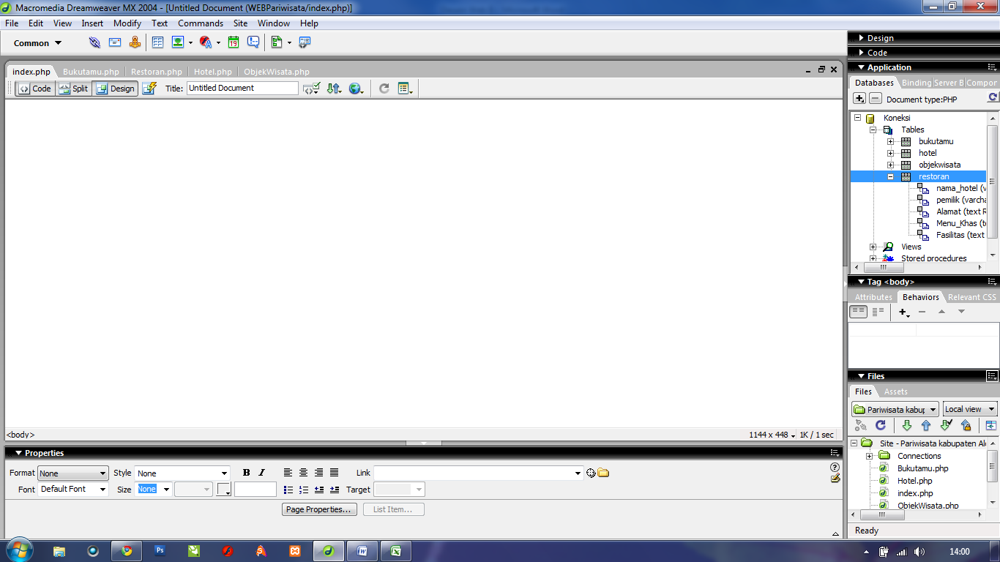 Macromedia Dreamweaver MX 2004 - [Untitled Document (WEBPariwisata/index.php)]
File Edit View Insert Modify Text Commands Site Window Help
Common
index.php Bukutamu.php Restoran.php Hotel.php ObjekWisata.php
Code Split Design Title: Untitled Document
<body>
1144 x 448 1K / 1 sec
Properties
Format None Style None B I Link
Font Default Font Size None Target
Page Properties... List Item...
Design
Code
Application
Databases Binding Server B Compor
Document type:PHP
Koneksi
Tables
bukutamu
hotel
objekwisata
restoran
nama_hotel (v
pemilik (varcha
Alamat (text R
Menu_Khas (t
Fasilitas (text
Views
Stored procedures
Tag <body>
Attributes Behaviors Relevant CSS
Files
Files Assets
Pariwisata kabup Local view
Site - Pariwisata kabupaten Al
Connections
Bukutamu.php
Hotel.php
index.php
ObjekWisata.php
Ready
14:00